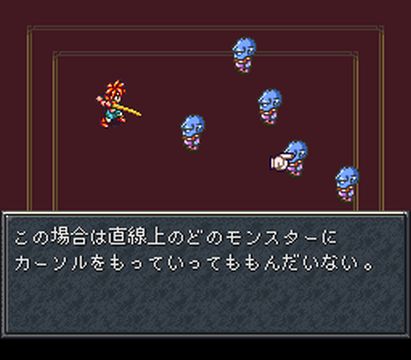 この場合は直線上のどのモンスターに
カーソルをもっていってももんだいない。